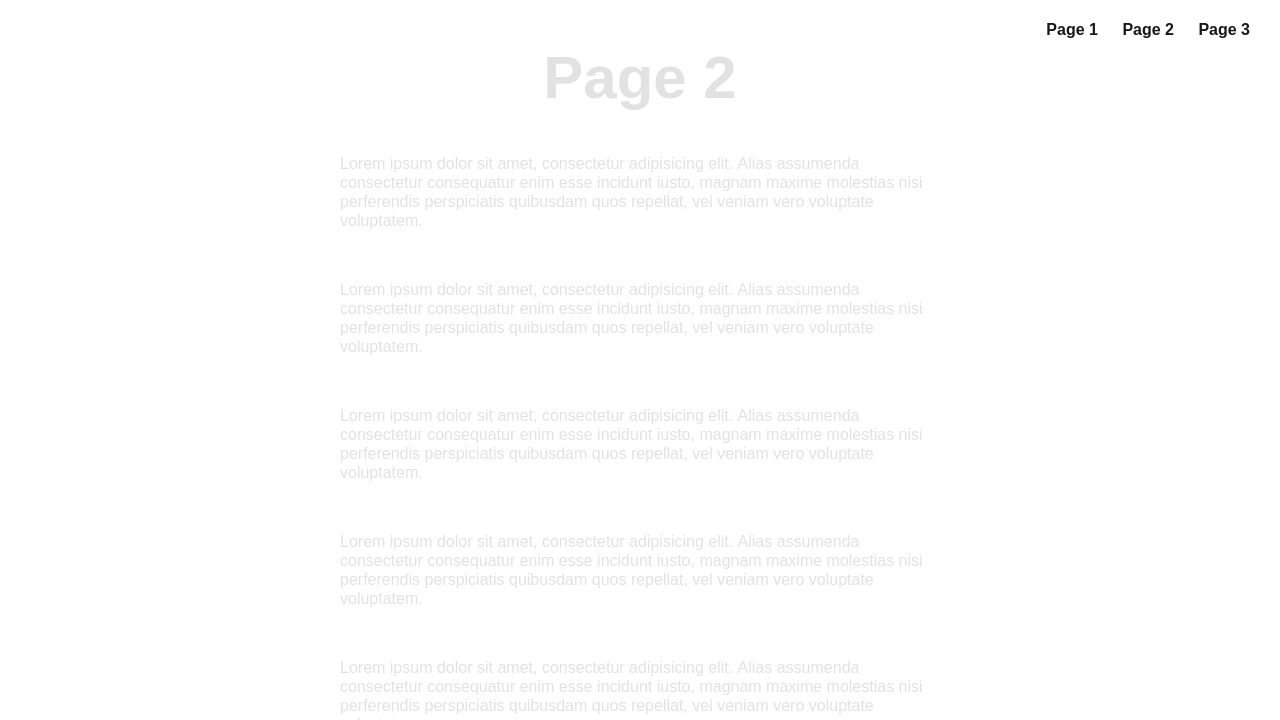 Page 1 Page 2 Page 3
Page 2
Lorem ipsum dolor sit amet, consectetur adipisicing elit. Alias assumenda
consectetur consequatur enim esse incidunt iusto, magnam maxime molestias nisi
perferendis perspiciatis quibusdam quos repellat, vel veniam vero voluptate
voluptatem.
Lorem ipsum dolor sit amet, consectetur adipisicing elit. Alias assumenda
consectetur consequatur enim esse incidunt iusto, magnam maxime molestias nisi
perferendis perspiciatis quibusdam quos repellat, vel veniam vero voluptate
voluptatem.
Lorem ipsum dolor sit amet, consectetur adipisicing elit. Alias assumenda
consectetur consequatur enim esse incidunt iusto, magnam maxime molestias nisi
perferendis perspiciatis quibusdam quos repellat, vel veniam vero voluptate
voluptatem.
Lorem ipsum dolor sit amet, consectetur adipisicing elit. Alias assumenda
consectetur consequatur enim esse incidunt iusto, magnam maxime molestias nisi
perferendis perspiciatis quibusdam quos repellat, vel veniam vero voluptate
voluptatem.
Lorem ipsum dolor sit amet, consectetur adipisicing elit. Alias assumenda
consectetur consequatur enim esse incidunt iusto, magnam maxime molestias nisi
perferendis perspiciatis quibusdam quos repellat, vel veniam vero voluptate